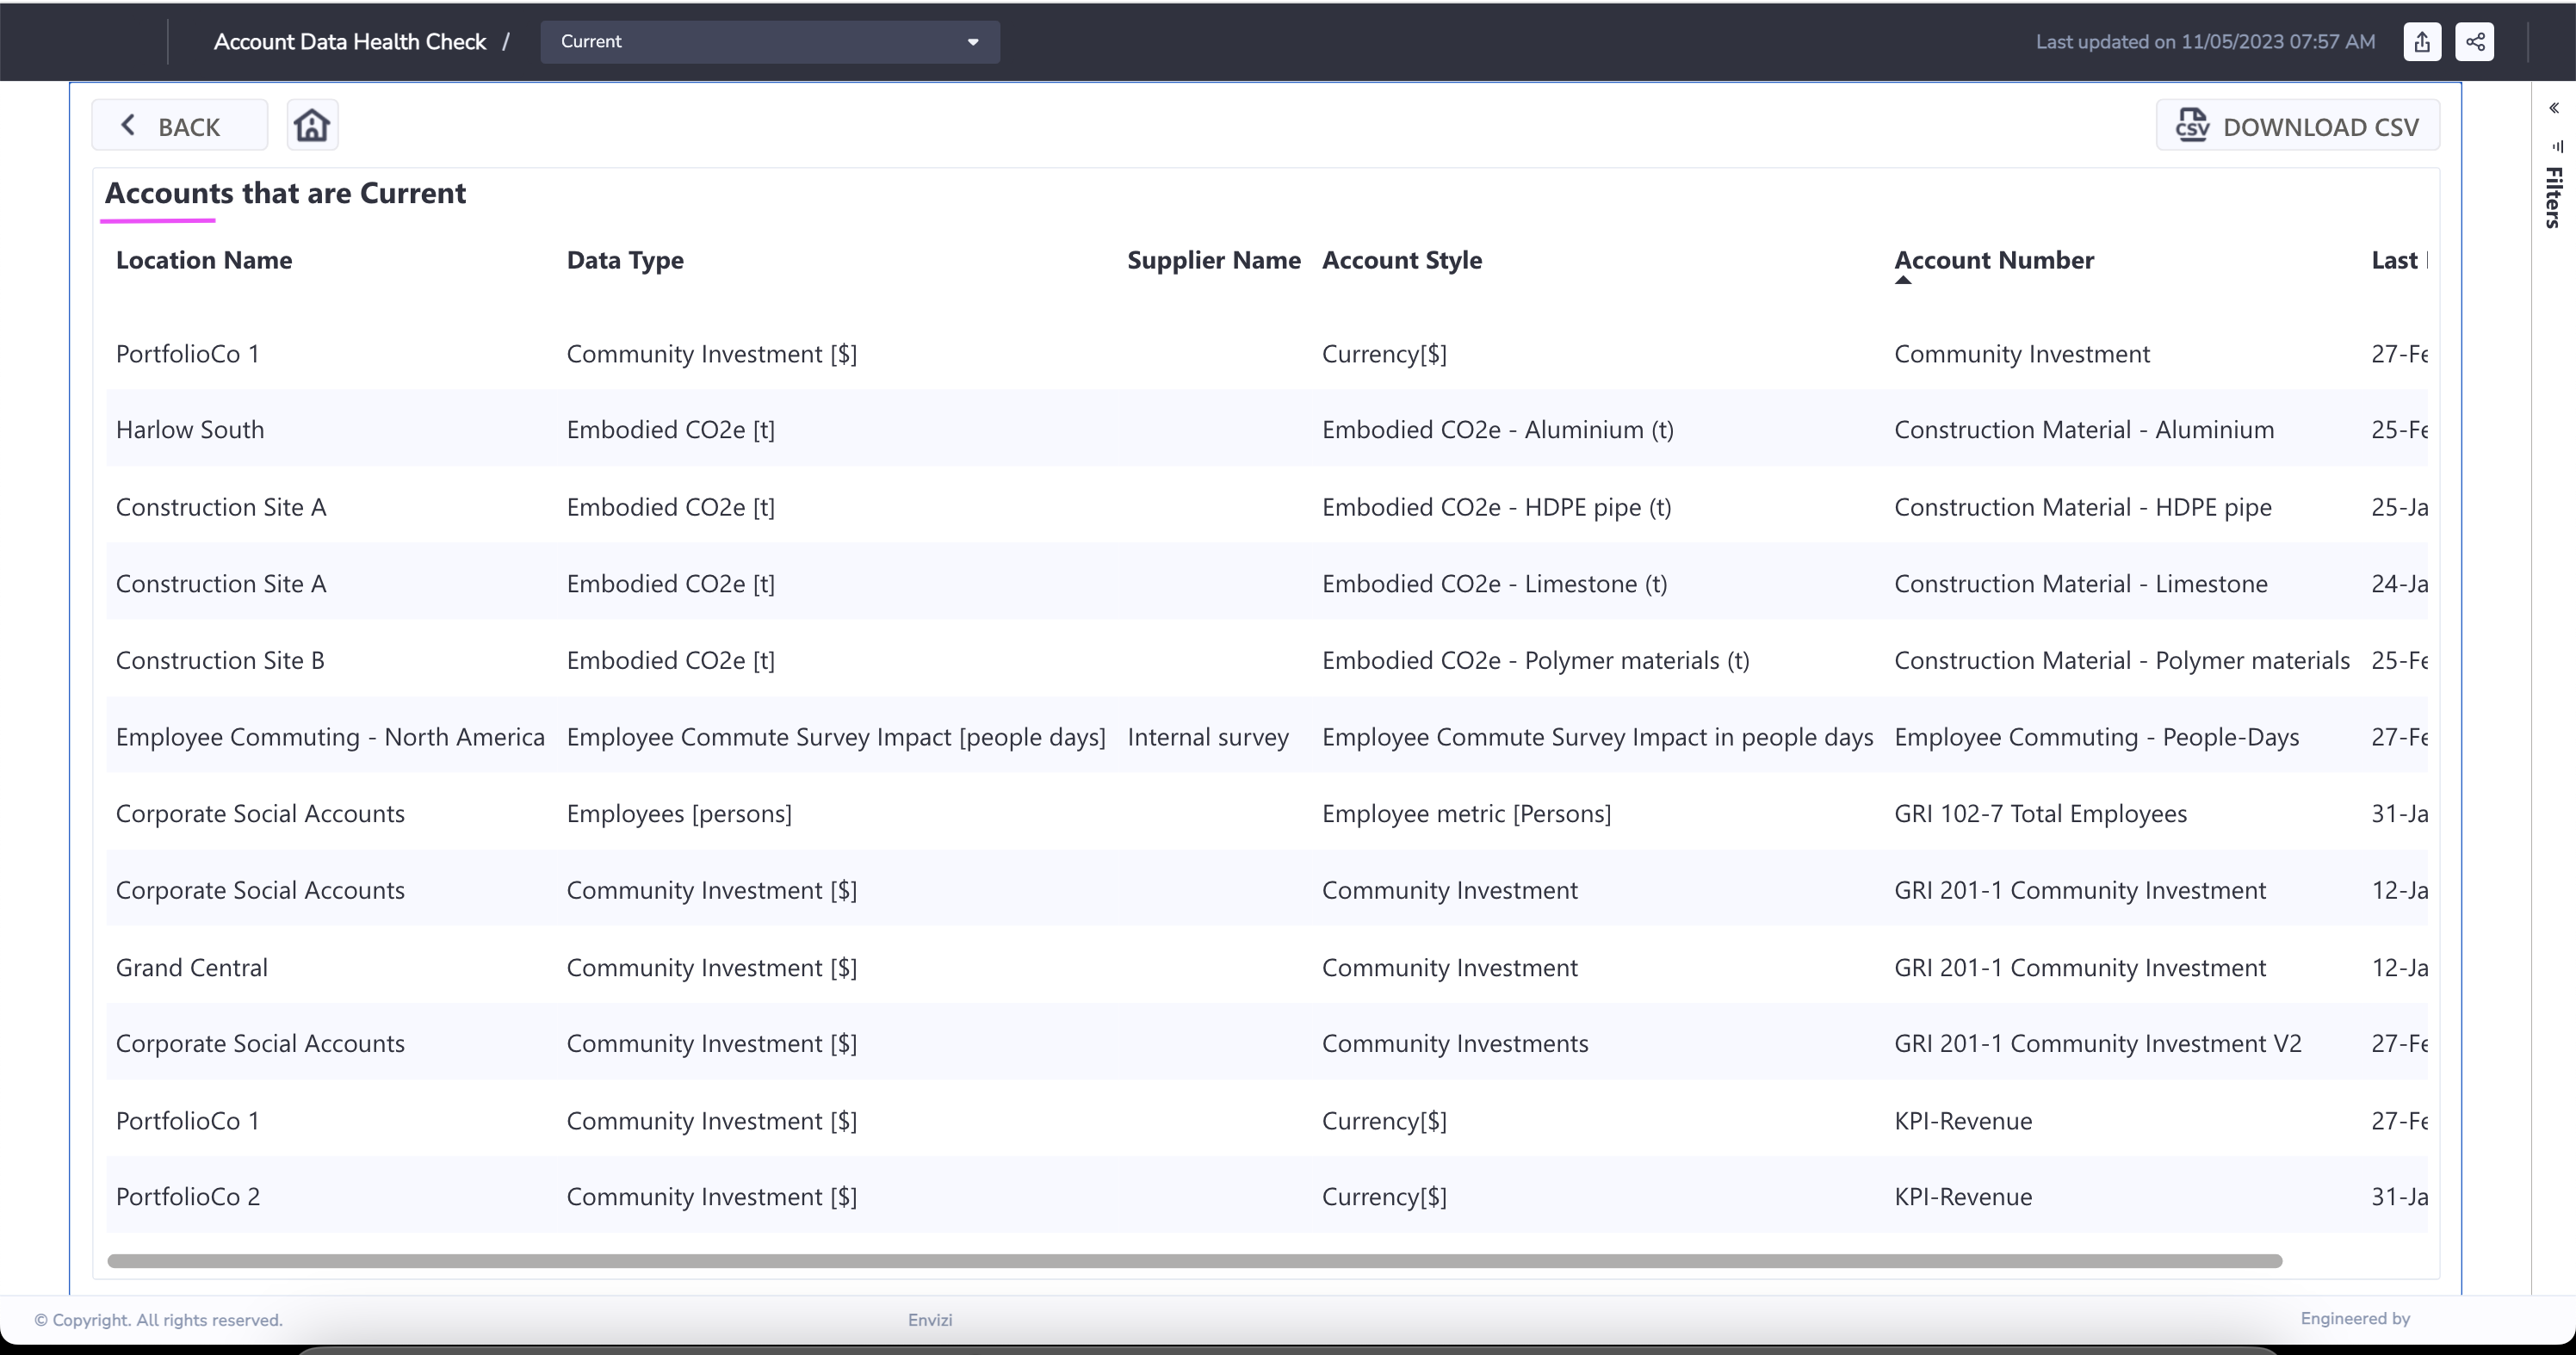 Account Data Health Check / Current Last updated on 11/05/2023 07:57 AM
BACK CSV DOWNLOAD CSV
Filters
Accounts that are Current
Location Name Data Type Supplier Name Account Style Account Number Last
PortfolioCo 1 Community Investment [$] Currency[$] Community Investment 27-Fe
Harlow South Embodied CO2e [t] Embodied CO2e - Aluminium (t) Construction Material - Aluminium 25-Fe
Construction Site A Embodied CO2e [t] Embodied CO2e - HDPE pipe (t) Construction Material - HDPE pipe 25-Ja
Construction Site A Embodied CO2e [t] Embodied CO2e - Limestone (t) Construction Material - Limestone 24-Ja
Construction Site B Embodied CO2e [t] Embodied CO2e - Polymer materials (t) Construction Material - Polymer materials 25-Fe
Employee Commuting - North America Employee Commute Survey Impact [people days] Internal survey Employee Commute Survey Impact in people days Employee Commuting - People-Days 27-Fe
Corporate Social Accounts Employees [persons] Employee metric [Persons] GRI 102-7 Total Employees 31-Ja
Corporate Social Accounts Community Investment [$] Community Investment GRI 201-1 Community Investment 12-Ja
Grand Central Community Investment [$] Community Investment GRI 201-1 Community Investment 12-Ja
Corporate Social Accounts Community Investment [$] Community Investments GRI 201-1 Community Investment V2 27-Fe
PortfolioCo 1 Community Investment [$] Currency[$] KPI-Revenue 27-Fe
PortfolioCo 2 Community Investment [$] Currency[$] KPI-Revenue 31-Ja
© Copyright. All rights reserved. Envizi Engineered by